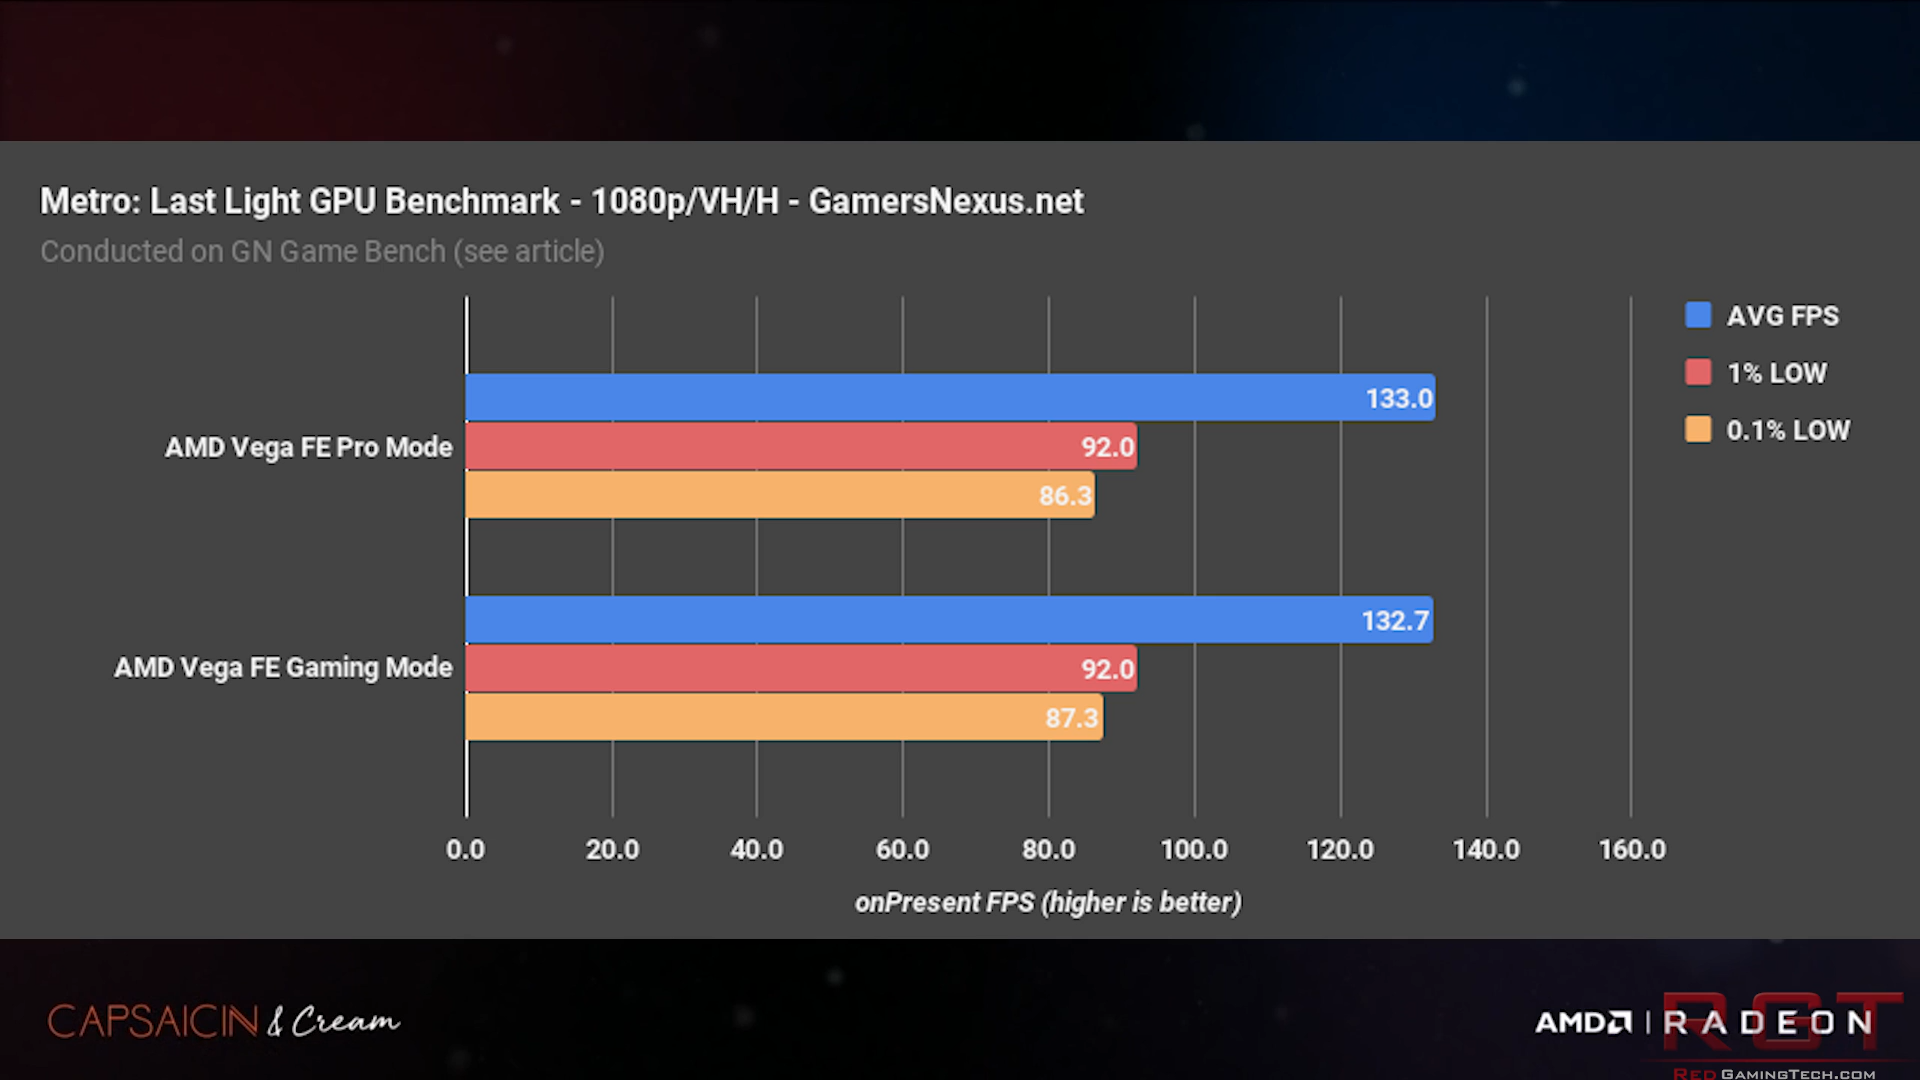 Metro: Last Light GPU Benchmark - 1080p/VH/H - GamersNexus.net
Conducted on GN Game Bench (see article)
AVG FPS
1% LOW
0.1% LOW
AMD Vega FE Pro Mode
133.0
92.0
86.3
AMD Vega FE Gaming Mode
132.7
92.0
87.3
0.0 20.0 40.0 60.0 80.0 100.0 120.0 140.0 160.0
onPresent FPS (higher is better)
CAPSAICIN & Cream
AMD | RADEON
RGT
RED GAMINGTECH.COM